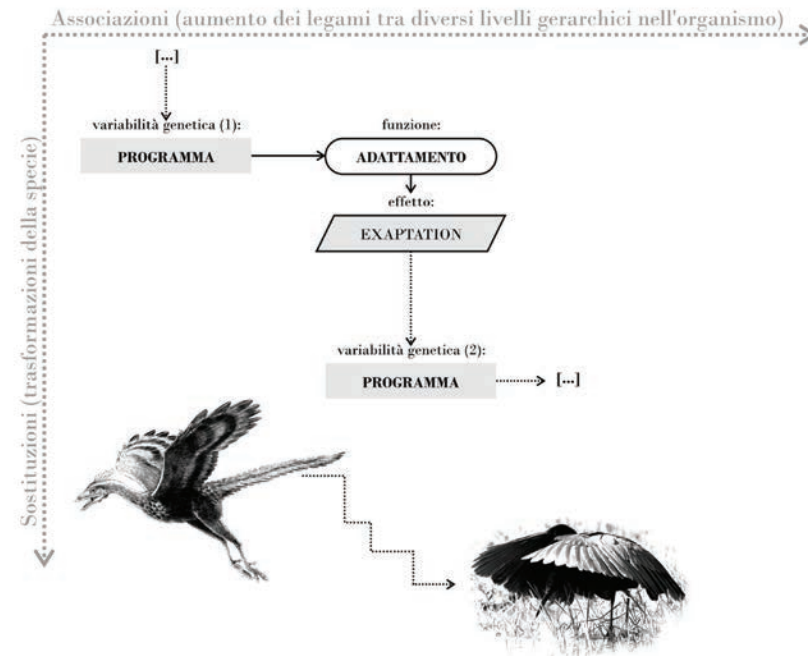 Associazioni (aumento dei legami tra diversi livelli gerarchici nell'organismo)
Sostituzioni (trasformazioni della specie)
[...]
variabilità genetica (1):
PROGRAMMA
funzione:
ADATTAMENTO
effetto:
EXAPTATION
variabilità genetica (2):
PROGRAMMA
[...]